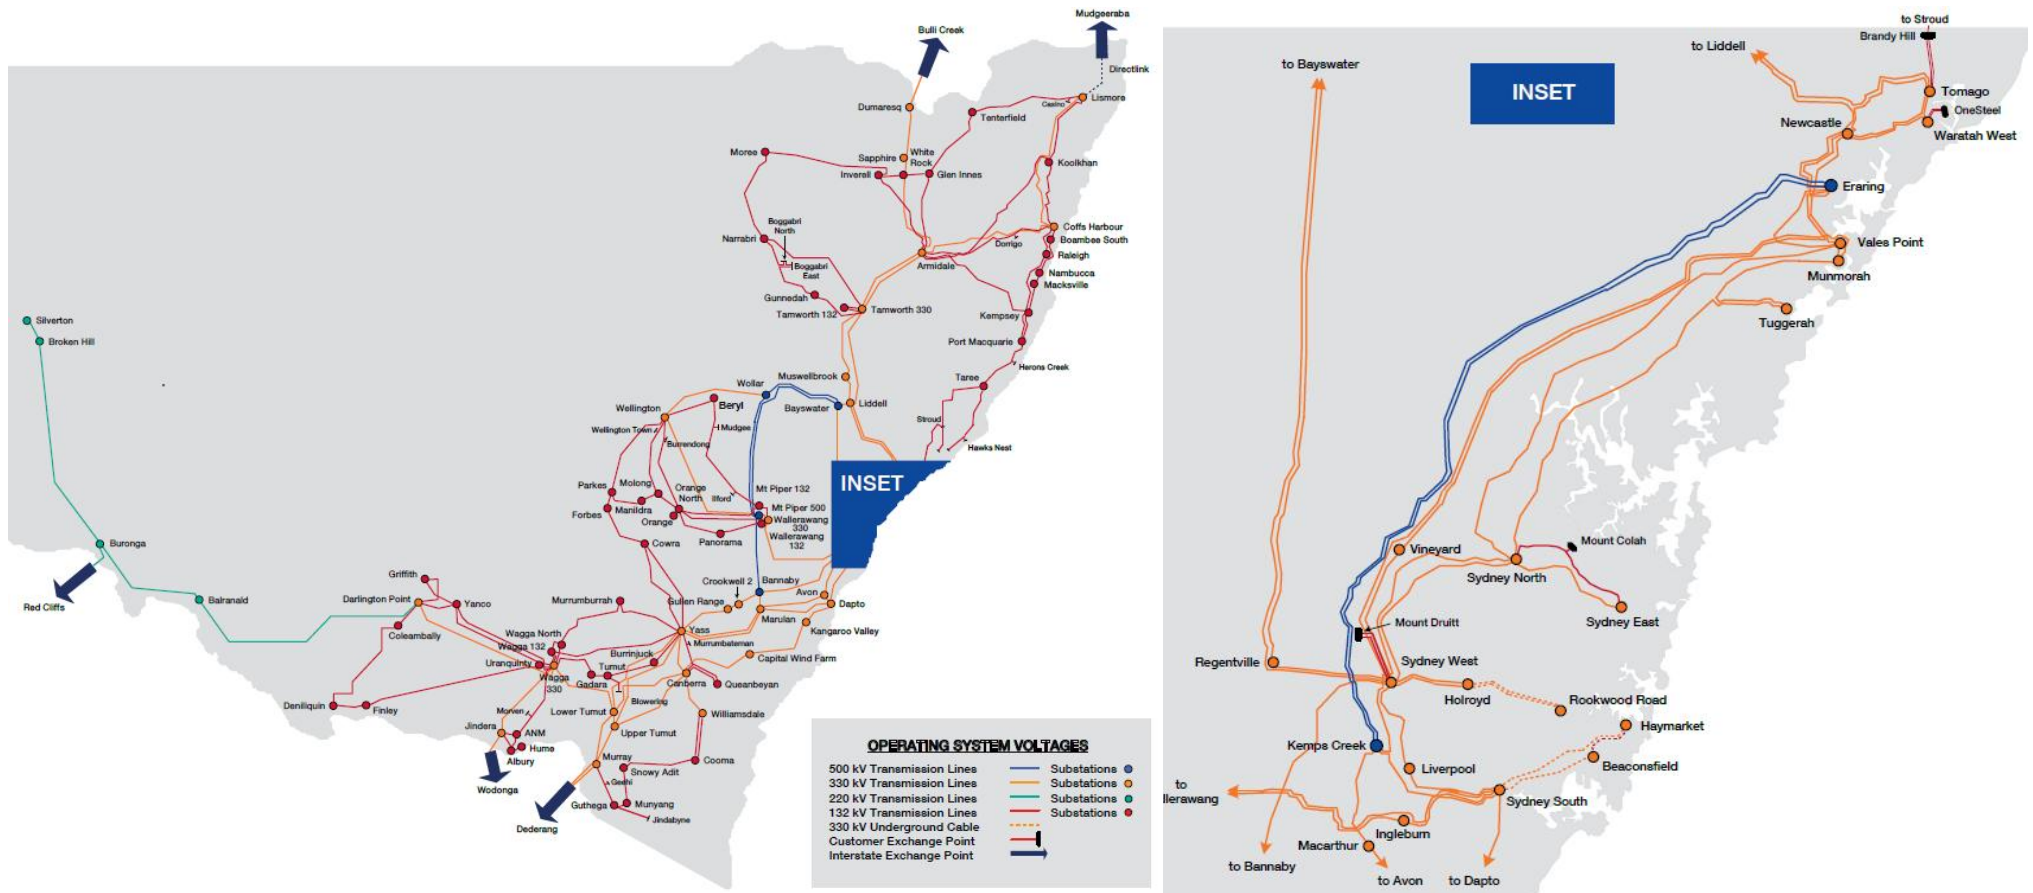 Mudgeeraba
Bulli Creek
Directlink
Dumaresq
Casino
Lismore
Tenterfield
Moree
Sapphire
White
Rock
Koolkhan
Inverell
Glen Innes
Boggabri
North
Narrabri
Coffs Harbour
Boambee South
Dorrigo
Raleigh
Boggabri
East
Armidale
Nambucca
Macksville
Gunnedah
Tamworth 132
Tamworth 330
Kempsey
Silverton
Broken Hill
Port Macquarie
Herons Creek
Muswellbrook
Taree
Wollar
Bayswater
Liddell
Wellington
Beryl
Stroud
Wellington Town
Mudgee
Burrendong
Hawks Nest
INSET
Parkes
Molong
Orange
North
Ilford
Mt Piper 132
Mt Piper 500
Forbes
Manildra
Orange
Wallerawang
330
Wallerawang
132
Panorama
Cowra
Buronga
Red Cliffs
Balranald
Griffith
Darlington Point
Yanco
Coleambally
Murrumburrah
Crookwell 2
Bannaby
Gullen Range
Avon
Dapto
Marulan
Kangaroo Valley
Wagga North
Wagga 132
Yass
Murrumbateman
Uranquinty
Burrinjuck
Tumut
Capital Wind Farm
Wagga
330
Gadara
Canberra
Queanbeyan
Deniliquin
Finley
Morven
Blowering
Lower Tumut
Williamsdale
Jindera
ANM
Upper Tumut
Hume
Albury
Murray
Cooma
Snowy Adit
Geehi
Wodonga
Guthega
Munyang
Jindabyne
Dederang
OPERATING SYSTEM VOLTAGES
500 kV Transmission Lines Substations
330 kV Transmission Lines Substations
220 kV Transmission Lines Substations
132 kV Transmission Lines Substations
330 kV Underground Cable
Customer Exchange Point
Interstate Exchange Point
to Stroud
Brandy Hill
to Liddell
to Bayswater
INSET
Tomago
OneSteel
Newcastle
Waratah West
Eraring
Vales Point
Munmorah
Tuggerah
Vineyard
Mount Colah
Sydney North
Mount Druitt
Sydney East
Regentville
Sydney West
Holroyd
Rookwood Road
Haymarket
Kemps Creek
Liverpool
Beaconsfield
to
llerawang
Sydney South
Ingleburn
Macarthur
to Bannaby
to Avon
to Dapto